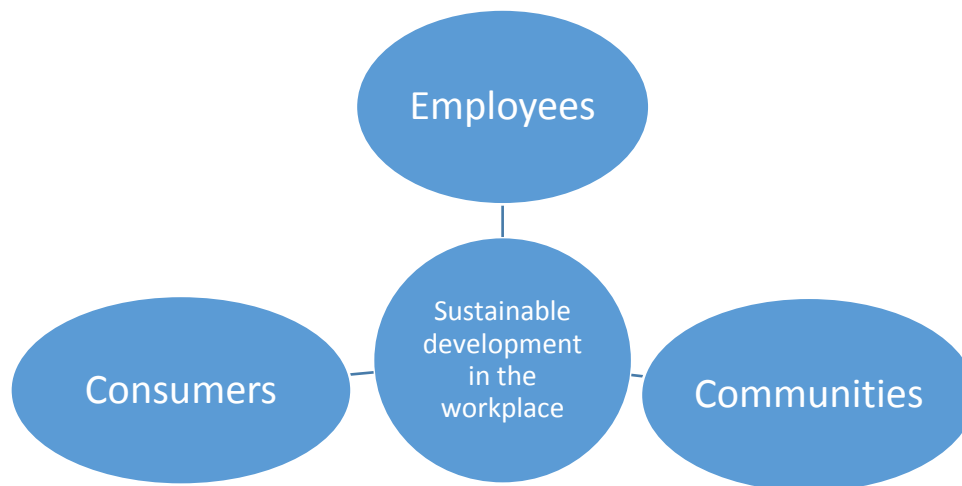 Employees
Sustainable
development
in the
workplace
Consumers
Communities